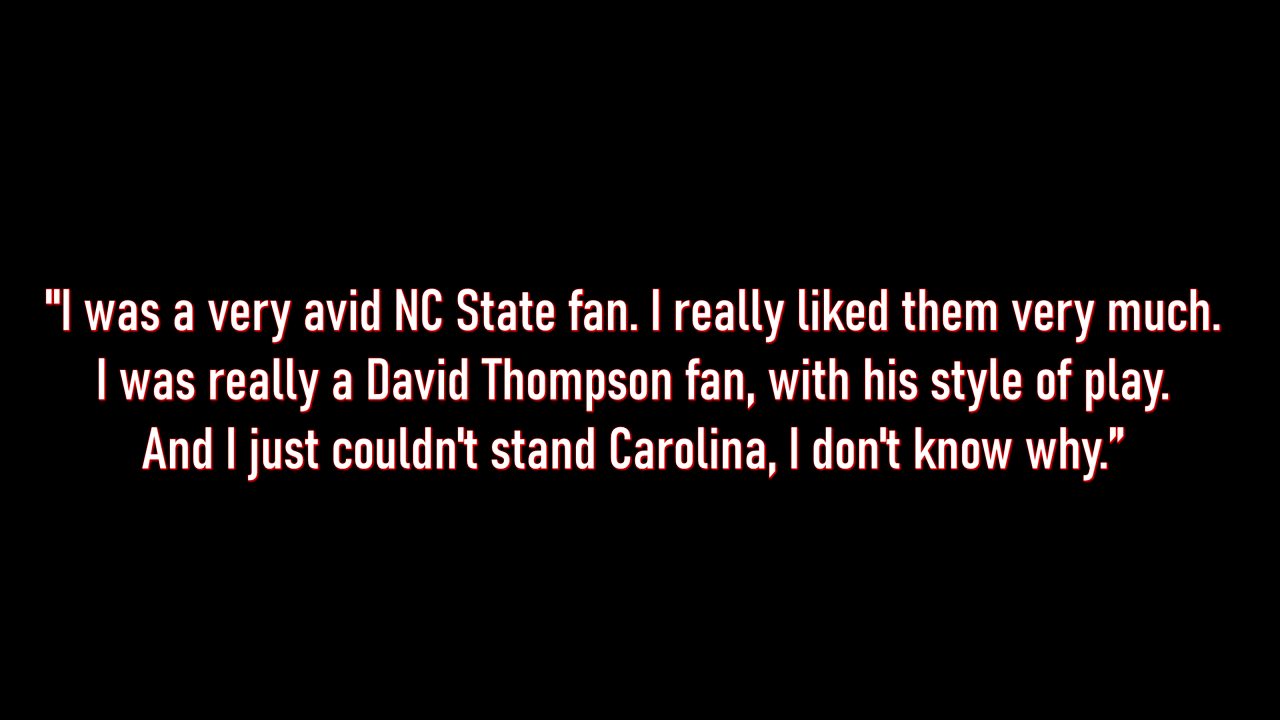 "I was a very avid NC State fan. I really liked them very much.
I was really a David Thompson fan, with his style of play.
And I just couldn't stand Carolina, I don't know why.”